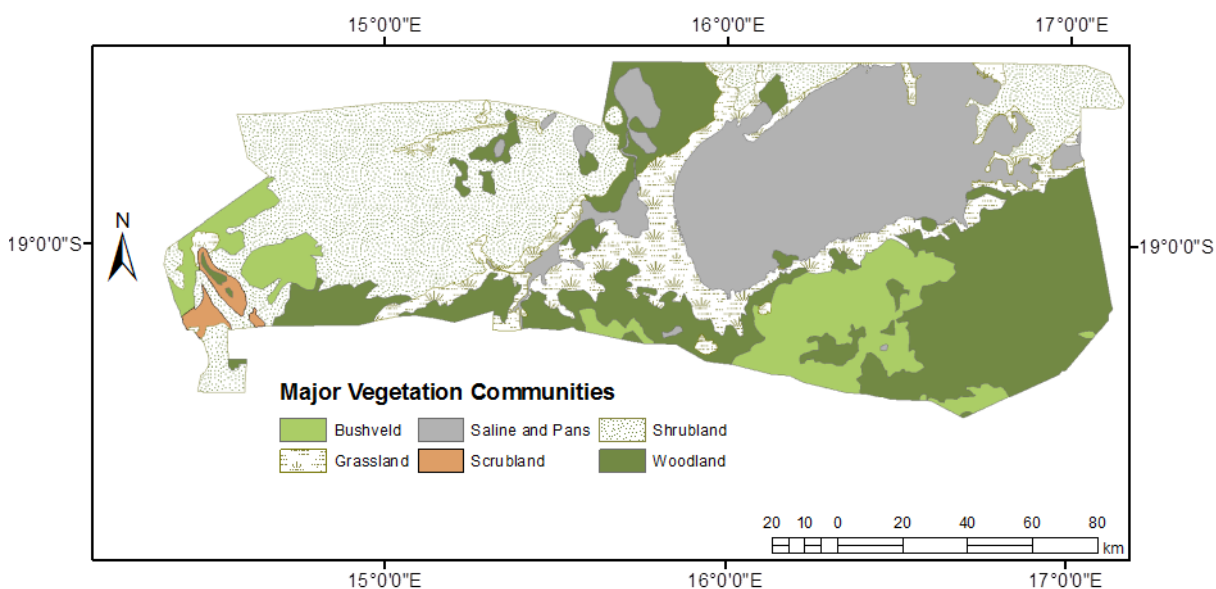 15°0'0"E 16°0'0"E 17°0'0"E
N
19°0'0"S 19°0'0"S
Major Vegetation Communities
Bushveld Saline and Pans Shrubland
Grassland Scrubland Woodland
20 10 0 20 40 60 80
km
15°0'0"E 16°0'0"E 17°0'0"E